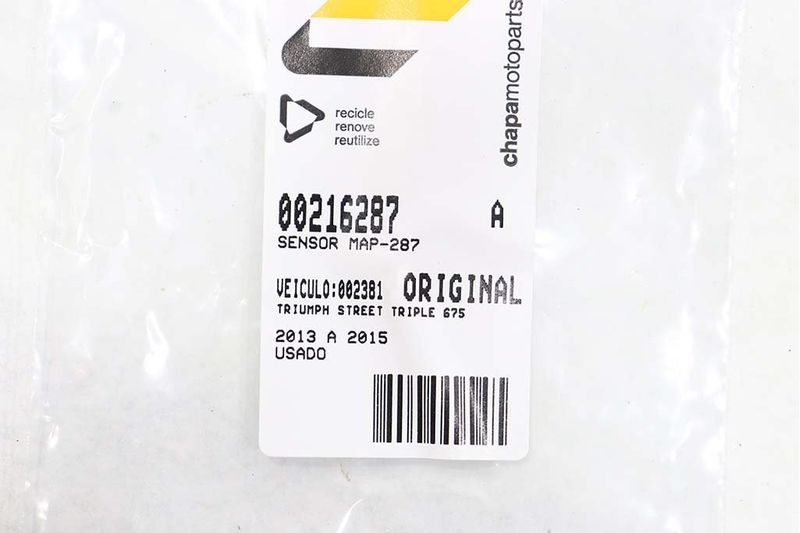 chapamotoparts
recicle
renove
reutilize
00216287 A
SENSOR MAP-287
VEICULO:002381 ORIGINAL
TRIUMPH STREET TRIPLE 675
2013 A 2015
USADO